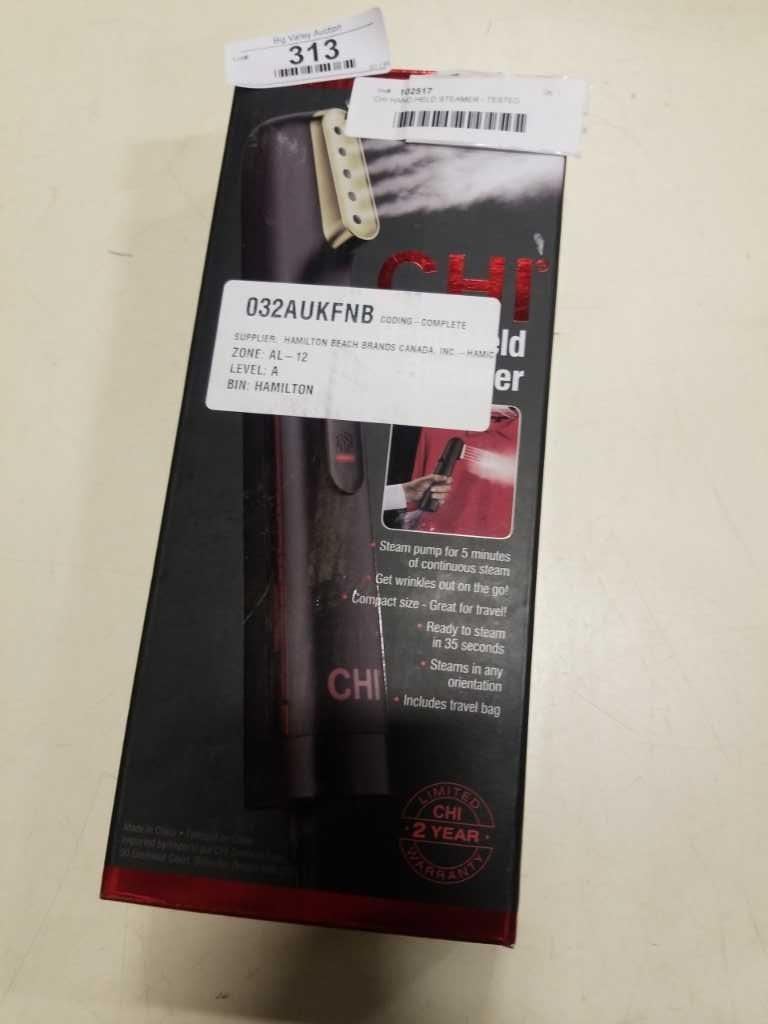 Big Valley Auction
Lot#:
313
102517
CHI HAND HELD STEAMER - TESTED
CHI
eld
er
032AUKFNB CODING - COMPLETE
SUPPLIER: HAMILTON BEACH BRANDS CANADA, INC. - HAMIC
ZONE: AL - 12
LEVEL: A
BIN: HAMILTON
• Steam pump for 5 minutes
of continuous steam
• Get wrinkles out on the go!
• Compact size - Great for travel!
• Ready to steam
in 35 seconds
• Steams in any
orientation
• Includes travel bag
CHI
LIMITED
CHI
• 2 YEAR •
WARRANTY
Made in China •